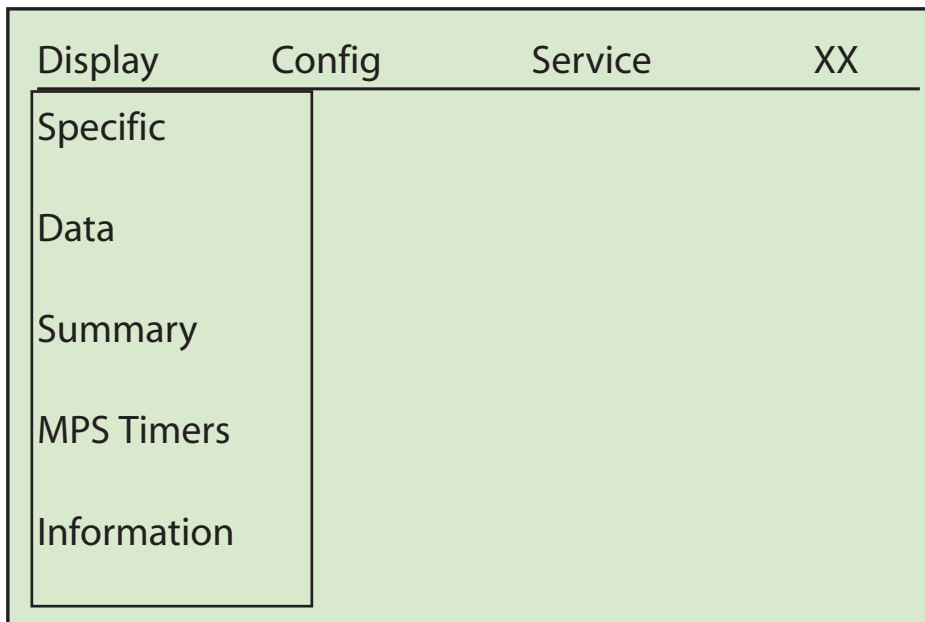 Display Config Service XX
Specific
Data
Summary
MPS Timers
Information